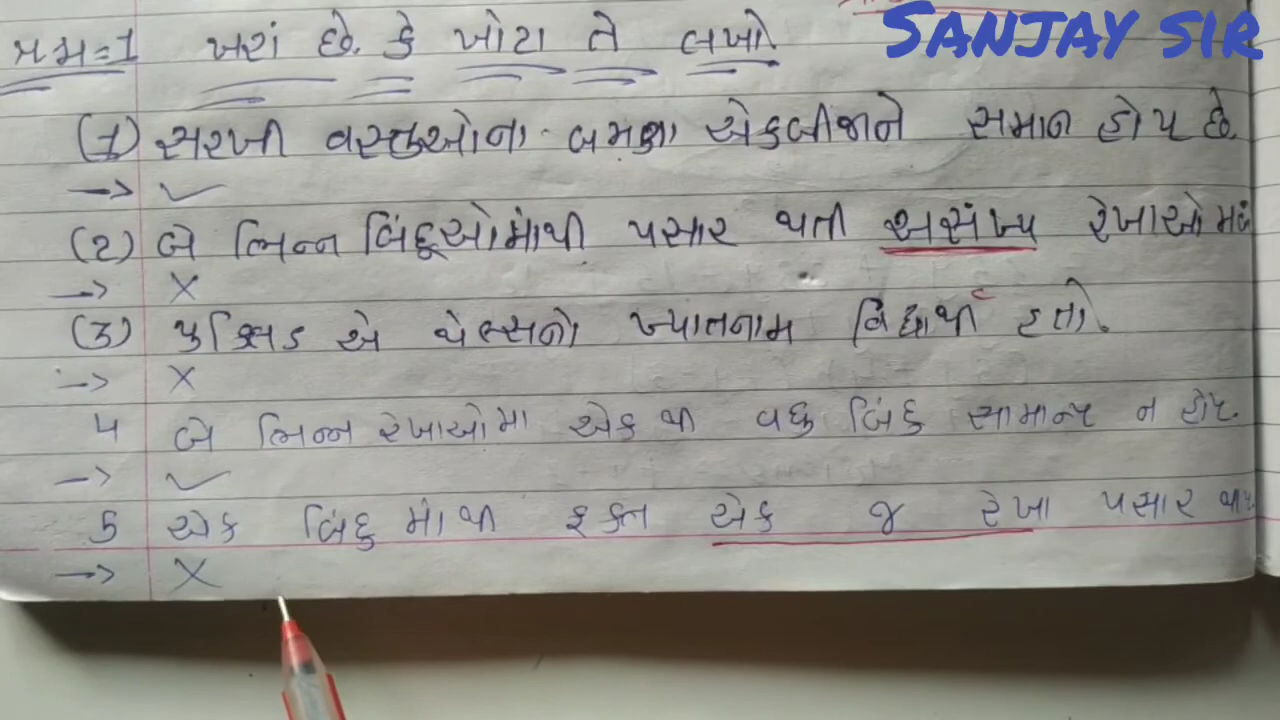 SANJAY SIR
પ્રશ્ન=1 ખરાં છે કે ખોટા તે લખો.
(1) સરખી વસ્તુઓના બમણા એકબીજાને સમાન હોય છે.
→ ✓
(2) બે ભિન્ન બિંદૂઓમાંથી પસાર થતી અસંખ્ય રેખાઓ મળે
→ X
(3) યુક્લિડ એ થેલ્સનો ખ્યાતનામ વિદ્યાર્થી હતો.
→ X
4 બે ભિન્ન રેખાઓમા એક થી વધુ બિંદુ સામાન્ય ન હોય.
→ ✓
5 એક બિંદુ માંથી ફક્ત એક જ રેખા પસાર થાય
→ X